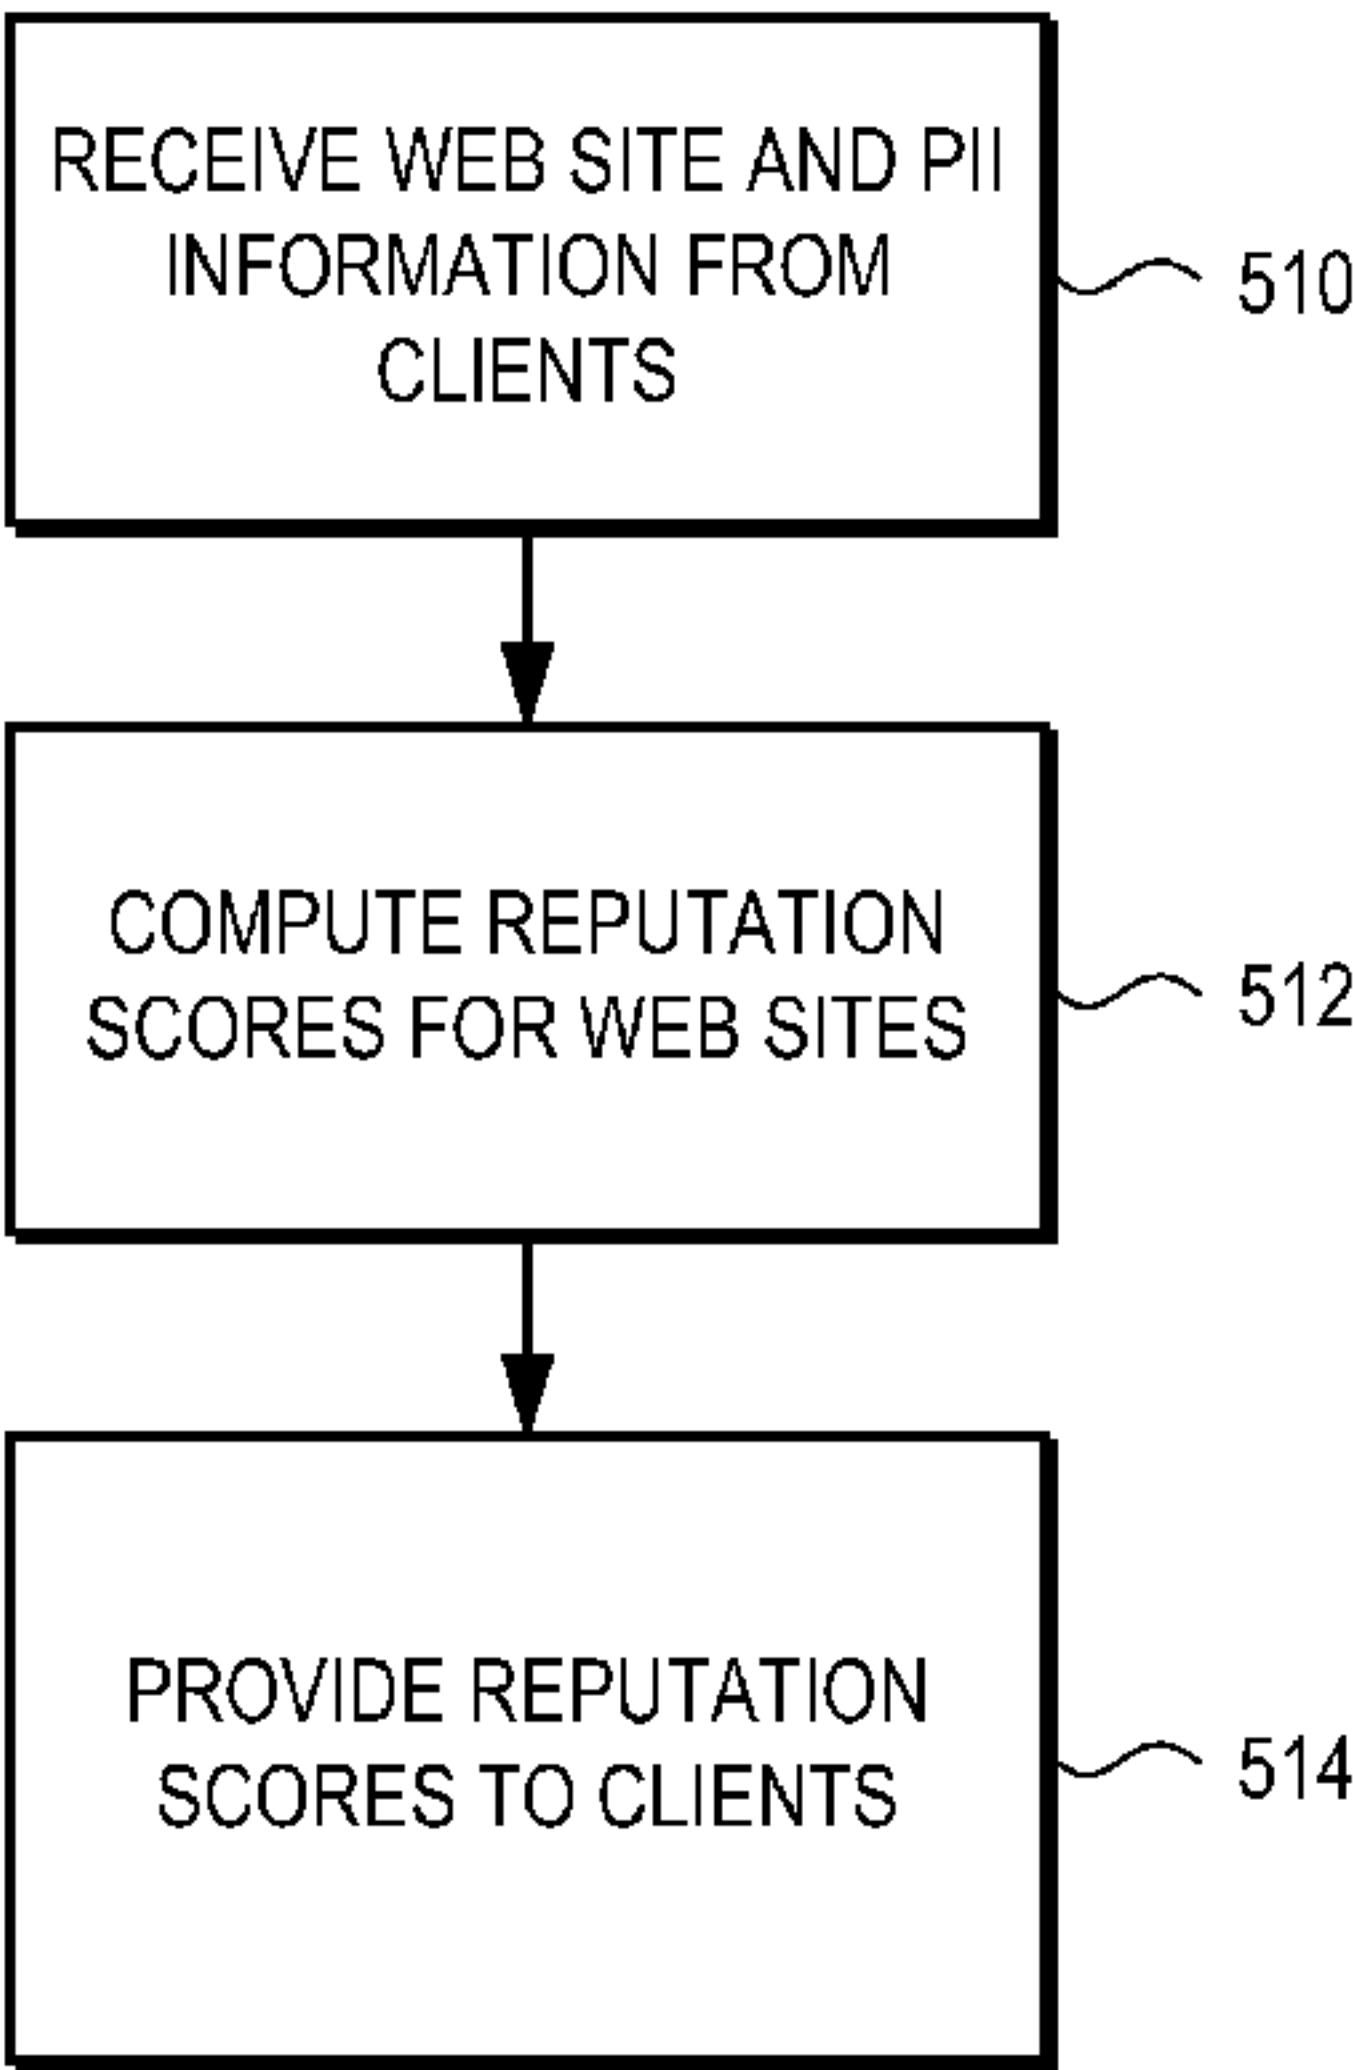 RECEIVE WEB SITE AND PII
INFORMATION FROM
CLIENTS
510
COMPUTE REPUTATION
SCORES FOR WEB SITES
512
PROVIDE REPUTATION
SCORES TO CLIENTS
514